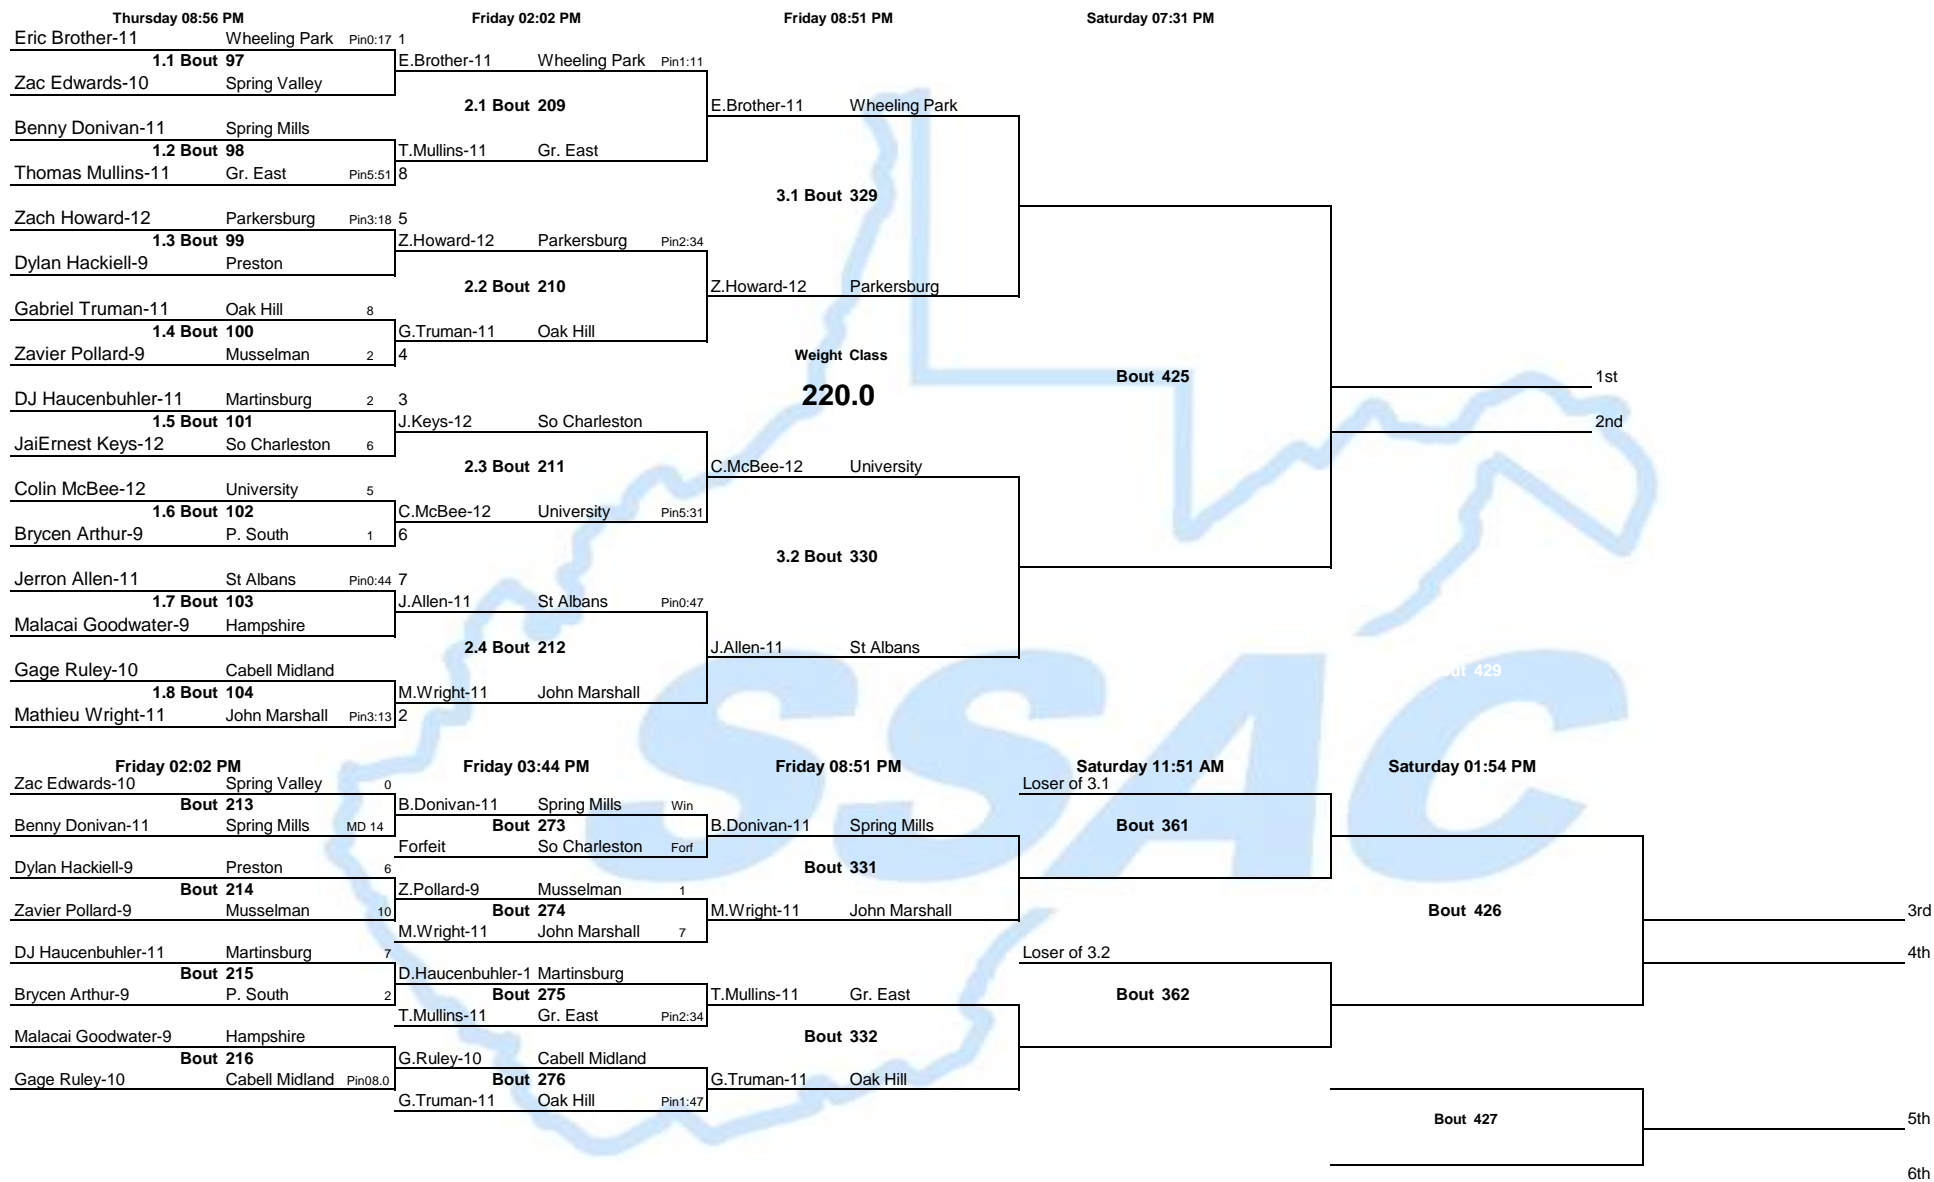 Thursday 08:56 PM Friday 02:02 PM Friday 08:51 PM Saturday 07:31 PM
Eric Brother-11 Wheeling Park Pin0:17 1
1.1 Bout 97 E.Brother-11 Wheeling Park Pin1:11
Zac Edwards-10 Spring Valley
2.1 Bout 209 E.Brother-11 Wheeling Park
Benny Donivan-11 Spring Mills
1.2 Bout 98 T.Mullins-11 Gr. East
Thomas Mullins-11 Gr. East Pin5:51 8
3.1 Bout 329
Zach Howard-12 Parkersburg Pin3:18 5
1.3 Bout 99 Z.Howard-12 Parkersburg Pin2:34
Dylan Hackiell-9 Preston
2.2 Bout 210 Z.Howard-12 Parkersburg
Gabriel Truman-11 Oak Hill 8
1.4 Bout 100 G.Truman-11 Oak Hill
Zavier Pollard-9 Musselman 2 4 Weight Class
Bout 425 1st
DJ Haucenbuhler-11 Martinsburg 2 3 220.0
1.5 Bout 101 J.Keys-12 So Charleston 2nd
JaiErnest Keys-12 So Charleston 6
2.3 Bout 211 C.McBee-12 University
Colin McBee-12 University 5
1.6 Bout 102 C.McBee-12 University Pin5:31
Brycen Arthur-9 P. South 1 6
3.2 Bout 330
Jerron Allen-11 St Albans Pin0:44 7
1.7 Bout 103 J.Allen-11 St Albans Pin0:47
Malacai Goodwater-9 Hampshire
2.4 Bout 212 J.Allen-11 St Albans
Gage Ruley-10 Cabell Midland Bout 429
1.8 Bout 104 M.Wright-11 John Marshall
Mathieu Wright-11 John Marshall Pin3:13 2
SSAC
Friday 02:02 PM Friday 03:44 PM Friday 08:51 PM Saturday 11:51 AM Saturday 01:54 PM
Zac Edwards-10 Spring Valley 0 Loser of 3.1
Bout 213 B.Donivan-11 Spring Mills Win
Benny Donivan-11 Spring Mills MD 14 Bout 273 B.Donivan-11 Spring Mills Bout 361
Forfeit So Charleston Forf
Dylan Hackiell-9 Preston 6 Bout 331
Bout 214 Z.Pollard-9 Musselman 1
Zavier Pollard-9 Musselman 10 Bout 274 M.Wright-11 John Marshall Bout 426 3rd
M.Wright-11 John Marshall 7
DJ Haucenbuhler-11 Martinsburg 7 Loser of 3.2 4th
Bout 215 D.Haucenbuhler-1 Martinsburg
Brycen Arthur-9 P. South 2 Bout 275 T.Mullins-11 Gr. East Bout 362
T.Mullins-11 Gr. East Pin2:34
Malacai Goodwater-9 Hampshire Bout 332
Bout 216 G.Ruley-10 Cabell Midland
Gage Ruley-10 Cabell Midland Pin08.0 Bout 276 G.Truman-11 Oak Hill
G.Truman-11 Oak Hill Pin1:47
Bout 427 5th
6th